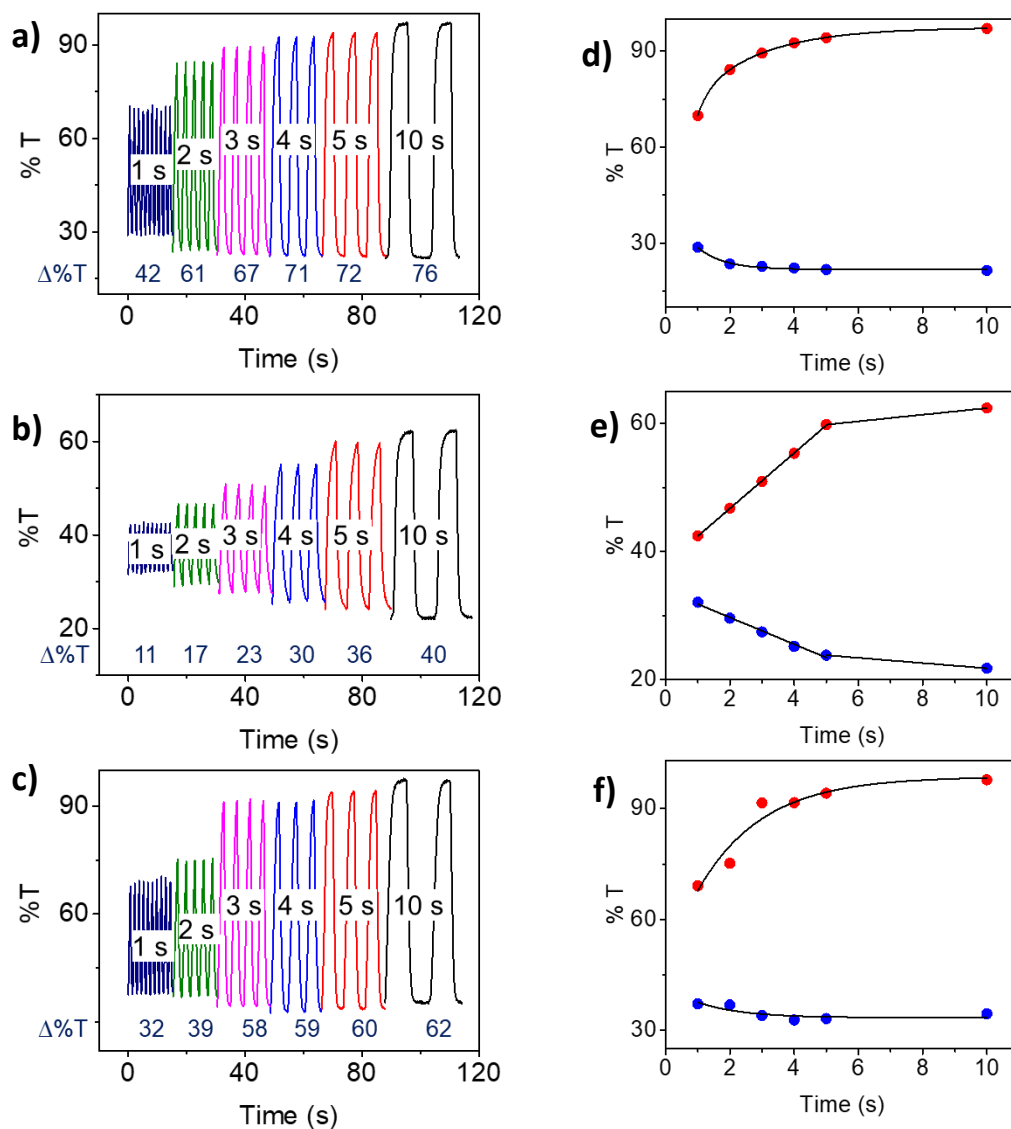 a)
% T
90
60
30
1 s
2 s
3 s
4 s
5 s
10 s
Δ%T 42 61 67 71 72 76
0 40 80 120
Time (s)
d)
% T
90
60
30
0 2 4 6 8 10
Time (s)
b)
%T
60
40
20
1 s
2 s
3 s
4 s
5 s
10 s
Δ%T 11 17 23 30 36 40
0 40 80 120
Time (s)
e)
% T
60
40
20
0 2 4 6 8 10
Time (s)
c)
%T
90
60
1 s
2 s
3 s
4 s
5 s
10 s
Δ%T 32 39 58 59 60 62
0 40 80 120
Time (s)
f)
% T
90
60
30
0 2 4 6 8 10
Time (s)